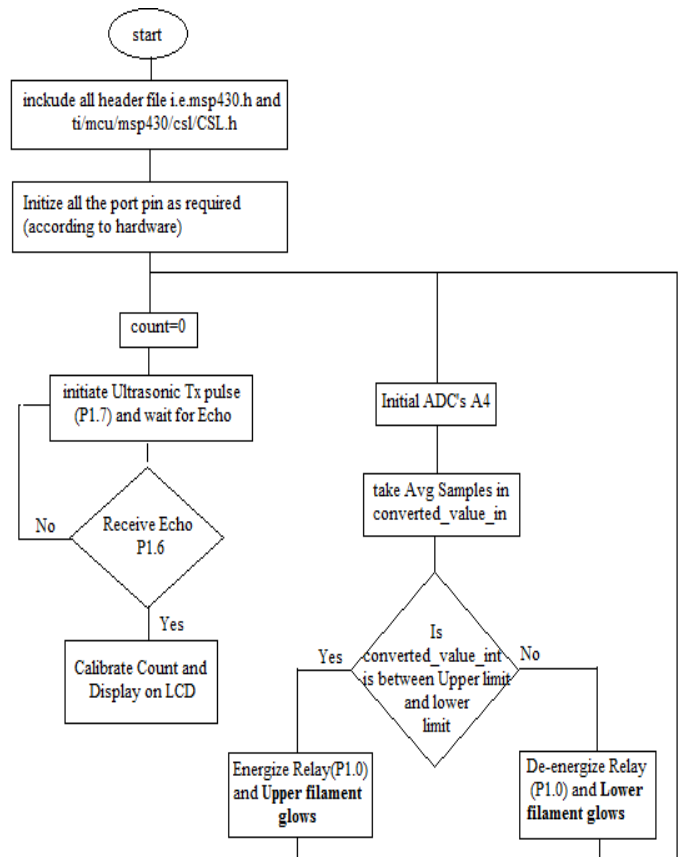 start
inckude all header file i.e.msp430.h and
ti/mcu/msp430/csl/CSL.h
Initize all the port pin as required
(according to hardware)
count=0
initiate Ultrasonic Tx pulse
(P1.7) and wait for Echo
No
Receive Echo
P1.6
Yes
Calibrate Count and
Display on LCD
Initial ADC's A4
take Avg Samples in
converted_value_in
Is
converted_value_int
is between Upper limit
and lower
limit
Yes
No
Energize Relay(P1.0)
and Upper filament
glows
De-energize Relay
(P1.0) and Lower
filament glows